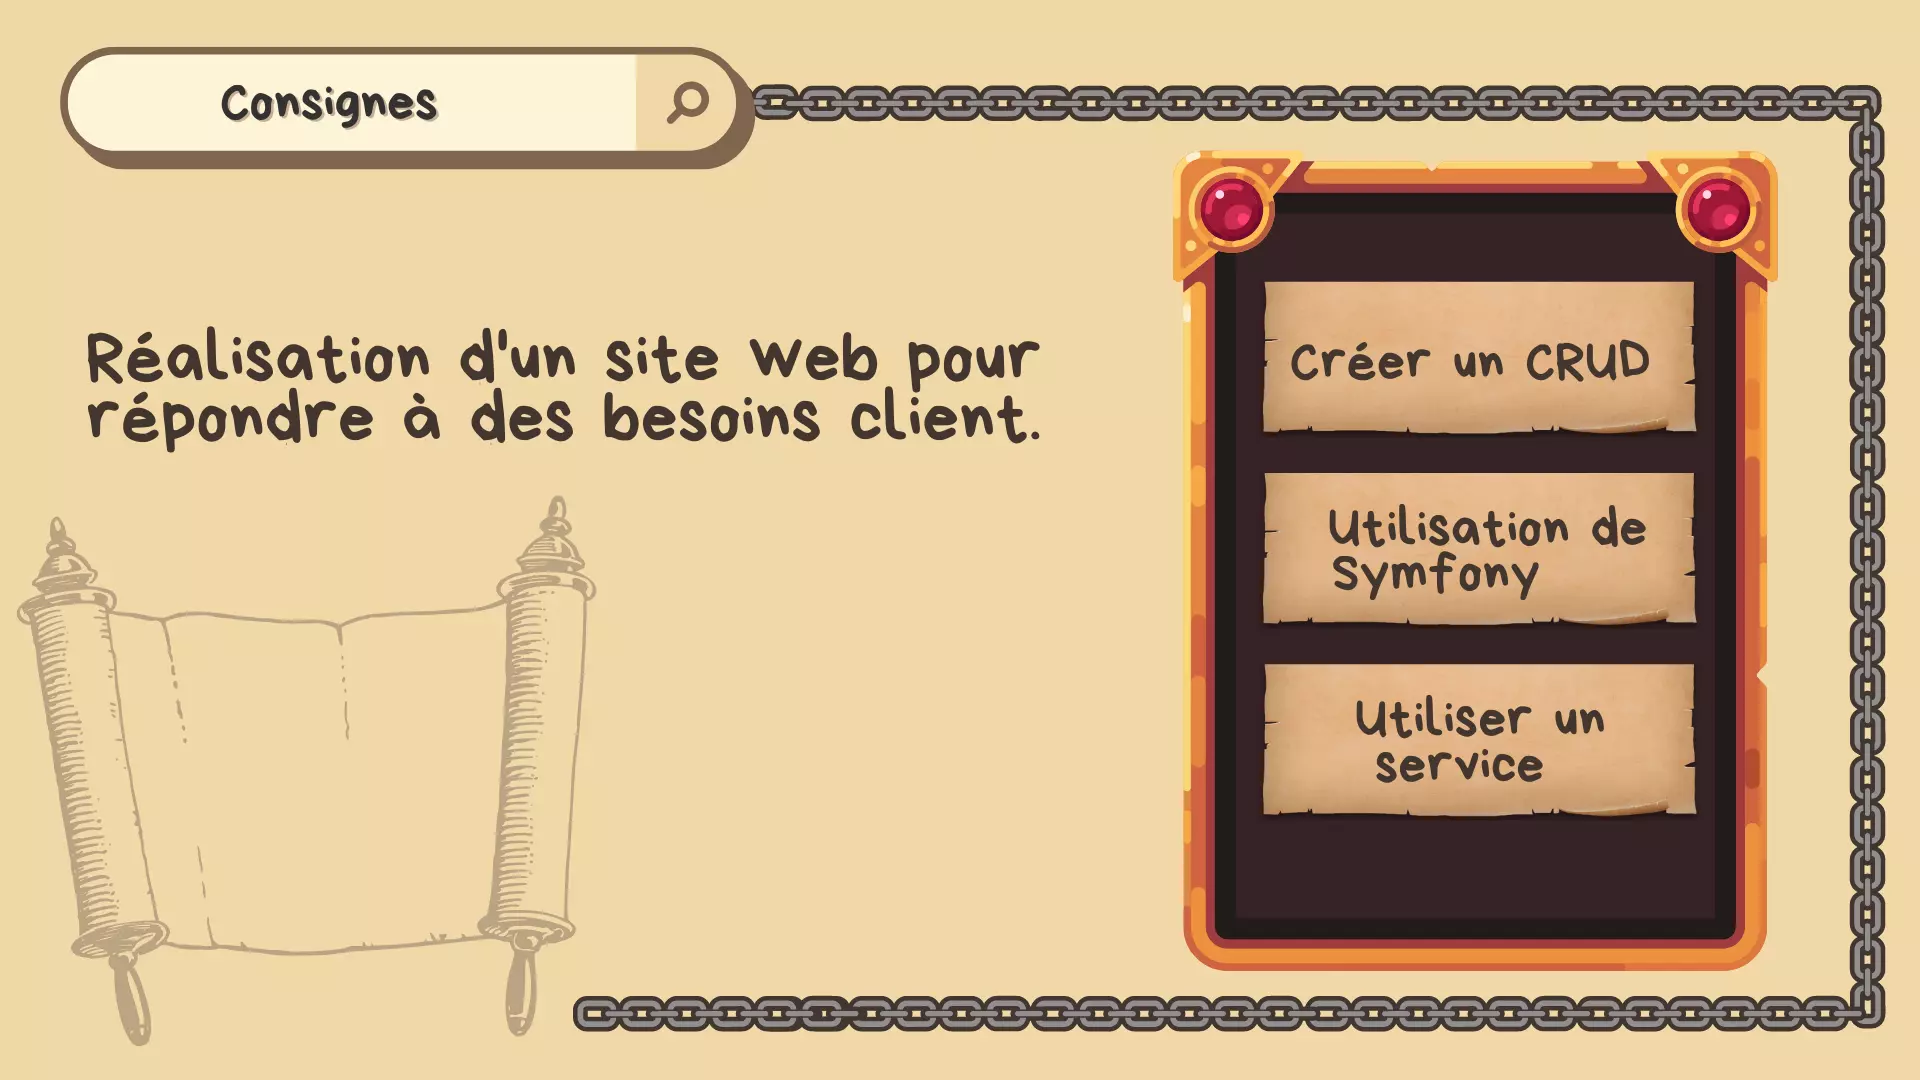 Consignes
Réalisation d'un site web pour
répondre à des besoins client.
Créer un CRUD
Utilisation de
Symfony
Utiliser un
service